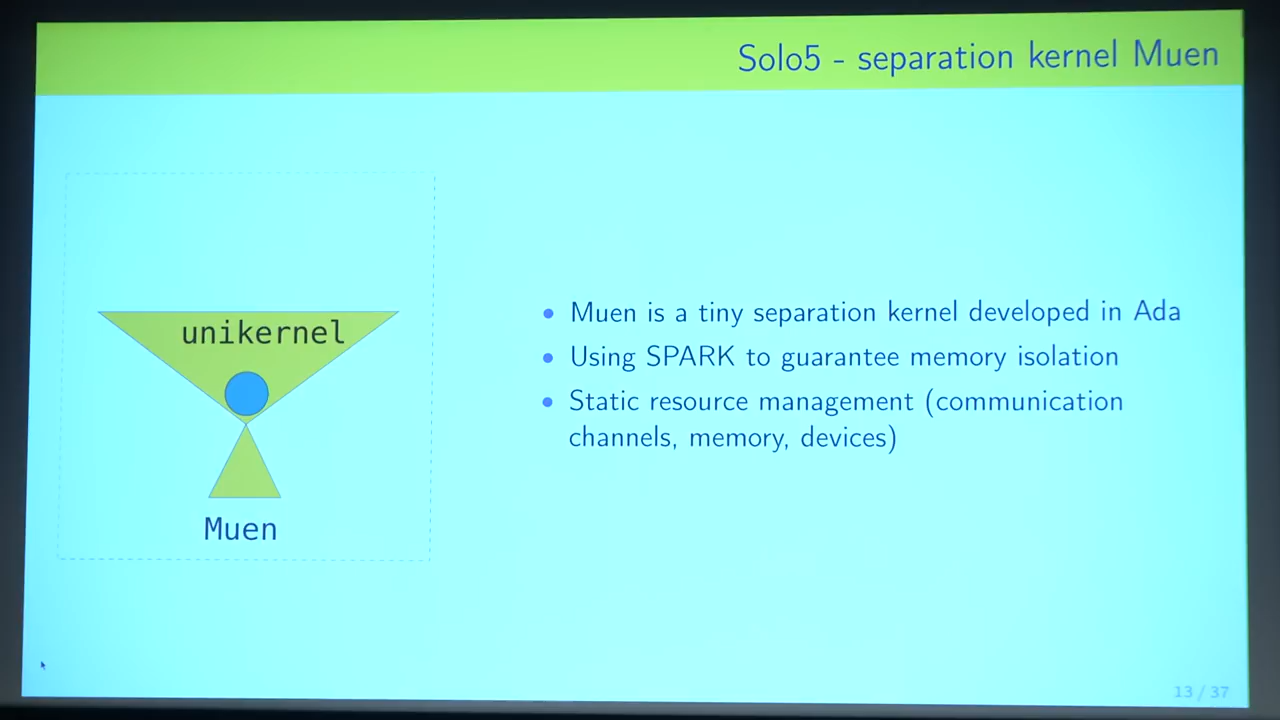 Solo5 - separation kernel Muen
unikernel
Muen
• Muen is a tiny separation kernel developed in Ada
• Using SPARK to guarantee memory isolation
• Static resource management (communication
channels, memory, devices)
13 / 37